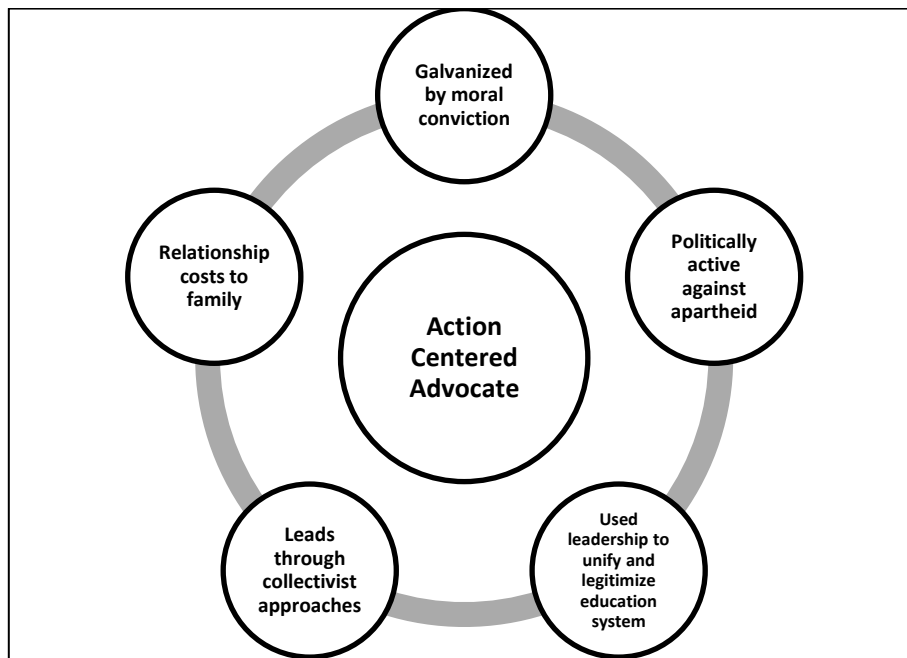 Galvanized
by moral
conviction
Politically
active
against
apartheid
Used
leadership to
unify and
legitimize
education
system
Leads
through
collectivist
approaches
Relationship
costs to
family
Action
Centered
Advocate